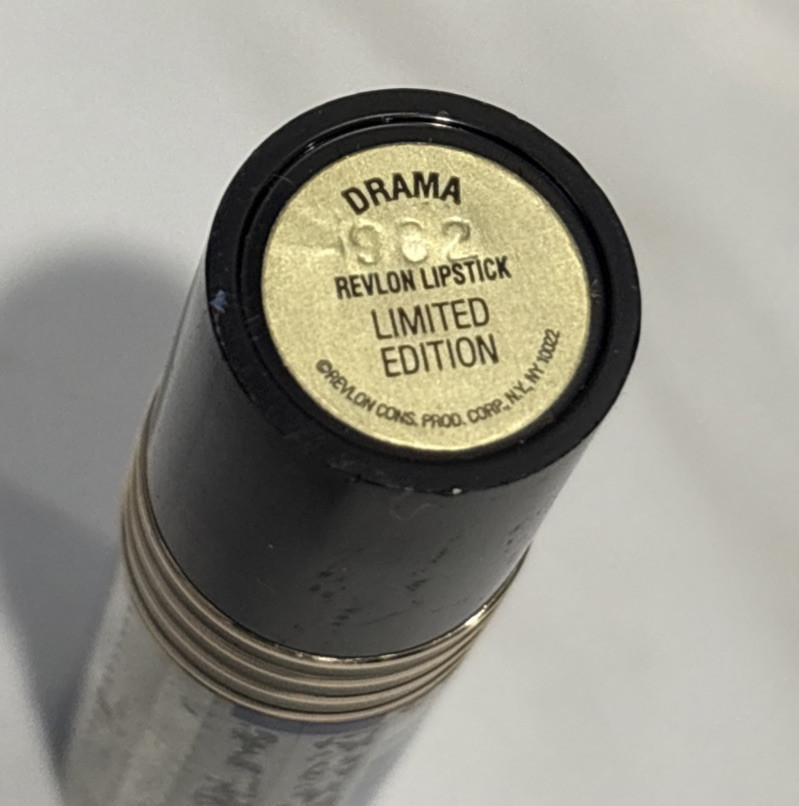 DRAMA
REVLON LIPSTICK
LIMITED
EDITION
©REVLON CONS. PROD. CORP., N.Y., NY 10022